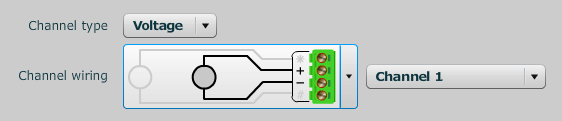 Channel type Voltage
Channel wiring * + − # Channel 1